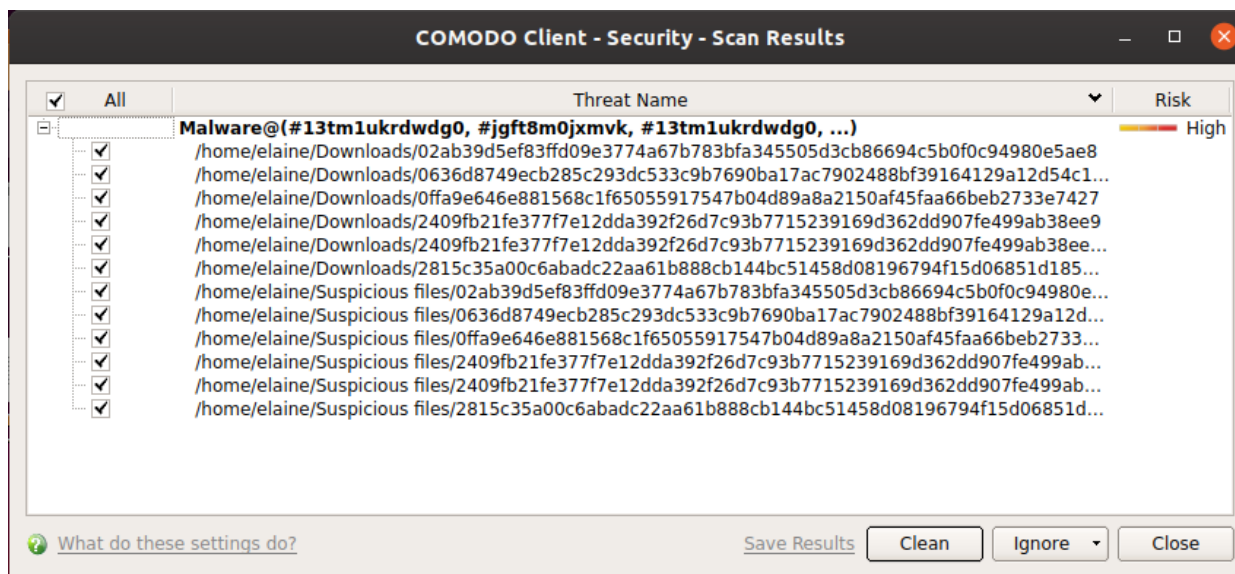 COMODO Client - Security - Scan Results
All Threat Name Risk
Malware@(#13tm1ukrdwdg0, #jgft8m0jxmvk, #13tm1ukrdwdg0, ...) High
/home/elaine/Downloads/02ab39d5ef83ffd09e3774a67b783bfa345505d3cb86694c5b0f0c94980e5ae8
/home/elaine/Downloads/0636d8749ecb285c293dc533c9b7690ba17ac7902488bf39164129a12d54c1...
/home/elaine/Downloads/0ffa9e646e881568c1f65055917547b04d89a8a2150af45faa66beb2733e7427
/home/elaine/Downloads/2409fb21fe377f7e12dda392f26d7c93b7715239169d362dd907fe499ab38ee9
/home/elaine/Downloads/2409fb21fe377f7e12dda392f26d7c93b7715239169d362dd907fe499ab38ee...
/home/elaine/Downloads/2815c35a00c6abadc22aa61b888cb144bc51458d08196794f15d06851d185...
/home/elaine/Suspicious files/02ab39d5ef83ffd09e3774a67b783bfa345505d3cb86694c5b0f0c94980e...
/home/elaine/Suspicious files/0636d8749ecb285c293dc533c9b7690ba17ac7902488bf39164129a12d...
/home/elaine/Suspicious files/0ffa9e646e881568c1f65055917547b04d89a8a2150af45faa66beb2733...
/home/elaine/Suspicious files/2409fb21fe377f7e12dda392f26d7c93b7715239169d362dd907fe499ab...
/home/elaine/Suspicious files/2409fb21fe377f7e12dda392f26d7c93b7715239169d362dd907fe499ab...
/home/elaine/Suspicious files/2815c35a00c6abadc22aa61b888cb144bc51458d08196794f15d06851d...
What do these settings do? Save Results Clean Ignore Close